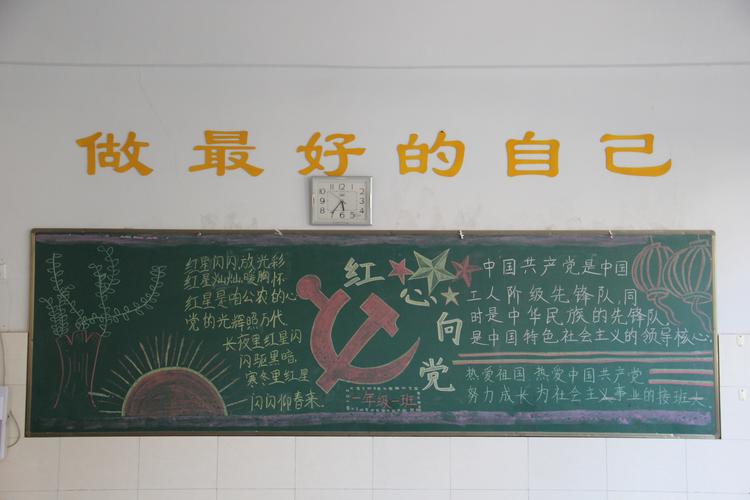 做最好的自己
红星闪闪放光彩
红星灿灿暖胸怀
红星是咱公农的心
党的光辉照万代
长夜里红星闪
闪驱黑暗
寒冬里红星
闪闪仰春来
红心向党
一年级一班
中国共产党是中国
工人阶级先锋队,同
时是中华民族的先锋队
是中国特色社会主义的领导核心.
热爱祖国热爱中国共产党
努力成长为社会主义事业的接班人